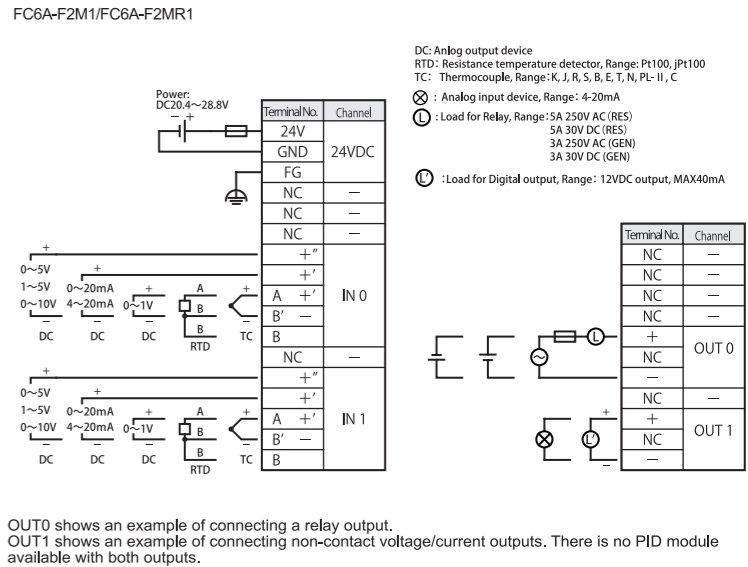 FC6A-F2M1/FC6A-F2MR1
DC: Anlog output device
RTD: Resistance temperature detector, Range: Pt100, jPt100
TC: Thermocouple, Range: K, J, R, S, B, E, T, N, PL-II, C
: Analog input device, Range: 4-20mA
L : Load for Relay, Range: 5A 250V AC (RES)
5A 30V DC (RES)
3A 250V AC (GEN)
3A 30V DC (GEN)
L' : Load for Digital output, Range: 12VDC output, MAX40mA
Power:
DC20.4～28.8V
− +
Terminal No. Channel
24V
GND 24VDC
FG
NC —
NC —
NC —
+"
+'
A +' IN 0
B' −
B
NC —
+"
+'
A +' IN 1
B' −
B
+
0～5V +
1～5V 0～20mA + A +
0～10V 4～20mA 0～1V B
− − − B −
DC DC DC RTD TC
+
0～5V +
1～5V 0～20mA + A +
0～10V 4～20mA 0～1V B
− − − B −
DC DC DC RTD TC
Terminal No. Channel
NC —
NC —
NC —
NC —
+
NC OUT 0
−
NC —
+
NC OUT 1
−
L
+
L'
−
OUT0 shows an example of connecting a relay output.
OUT1 shows an example of connecting non-contact voltage/current outputs. There is no PID module
available with both outputs.